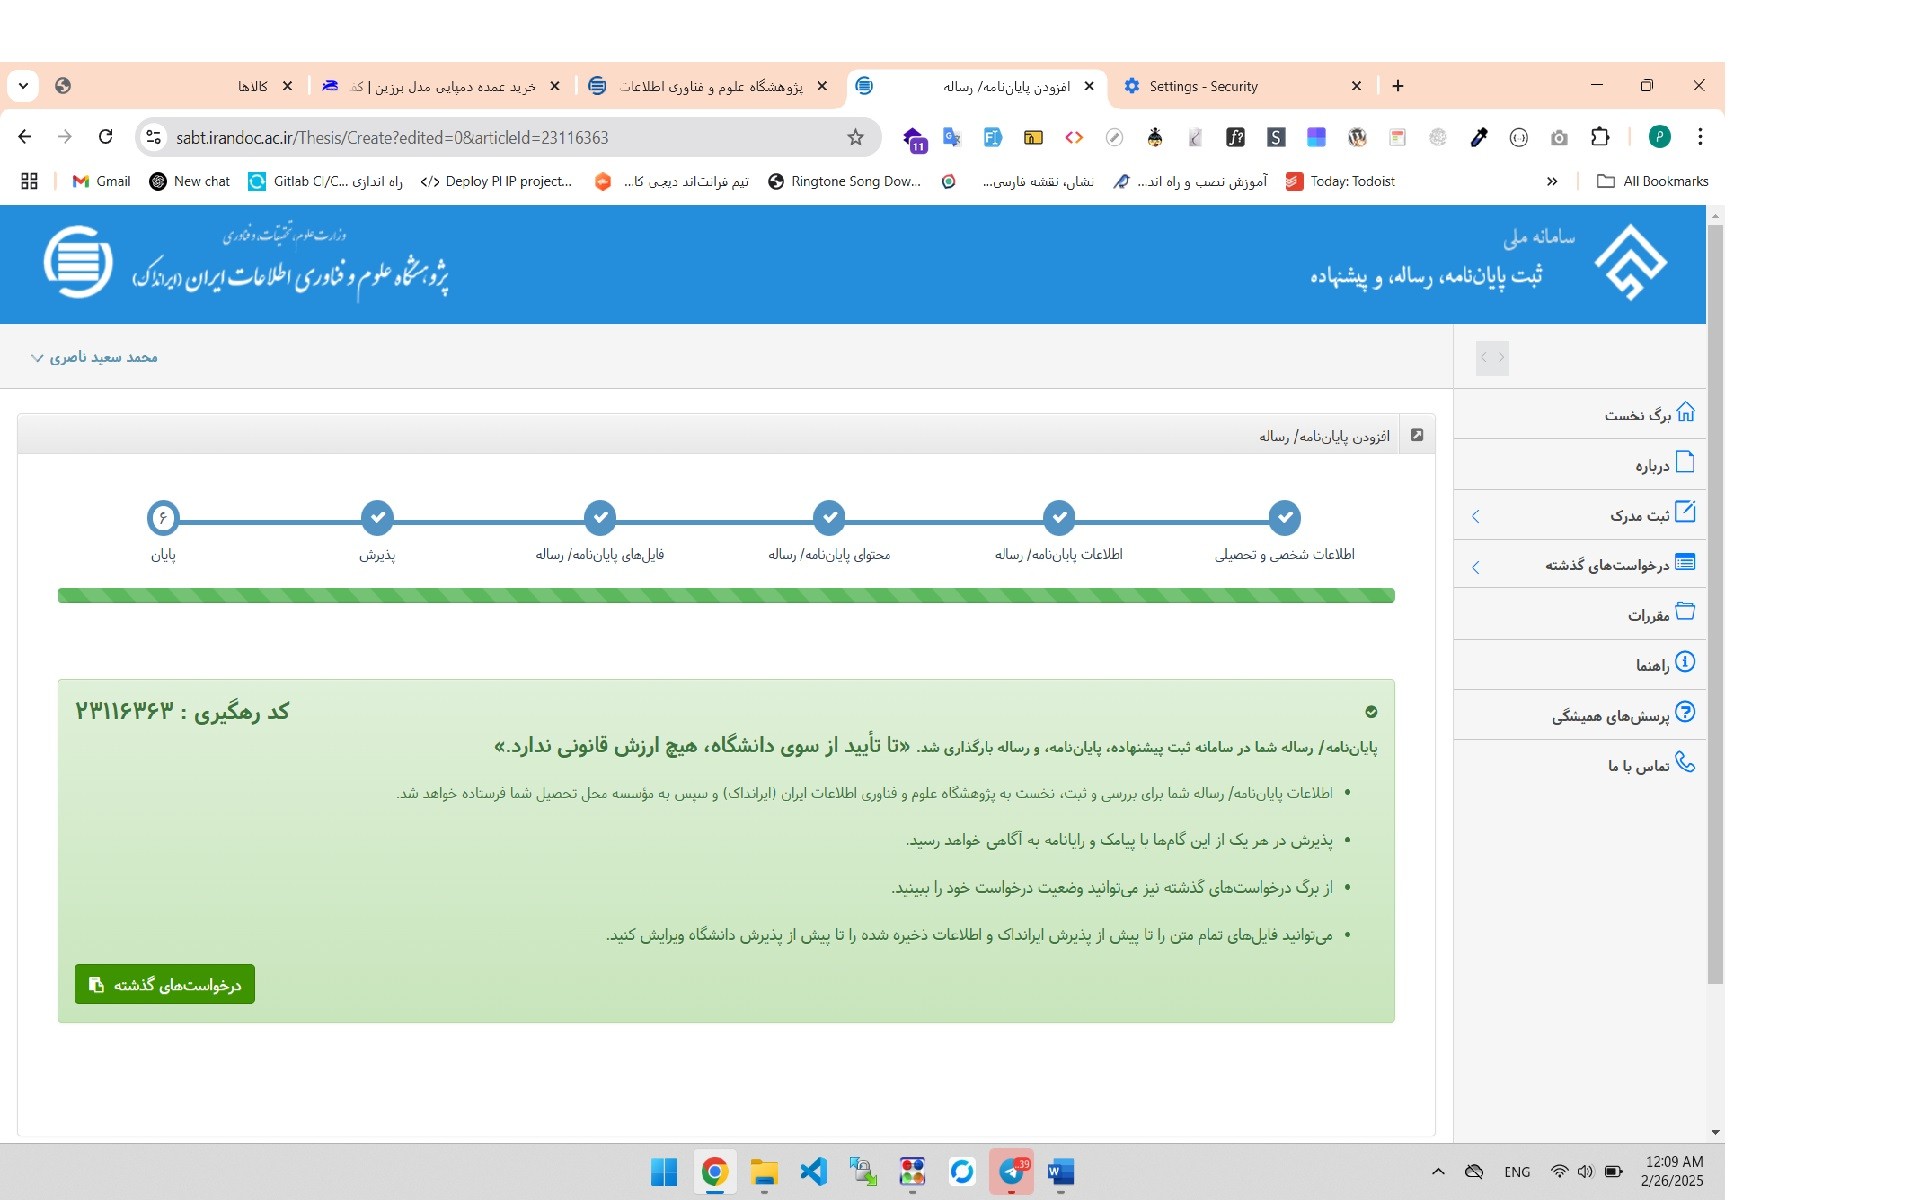 کالاها
خرید عمده دمپایی مدل برزین | کف
پژوهشگاه علوم و فناوری اطلاعات
افزودن پایان‌نامه/ رساله
Settings - Security
sabt.irandoc.ac.ir/Thesis/Create?edited=0&articleId=23116363
11
P
Gmail
New chat
راه اندازی Gitlab CI/C...
Deploy PHP project...
تیم فرانت‌اند دیجی کا...
Ringtone Song Dow...
نشان، نقشه فارسی...
آموزش نصب و راه اند...
Today: Todoist
All Bookmarks
وزارت علوم، تحقیقات، و فناوری
پژوهشگاه علوم و فناوری اطلاعات ایران (ایرانداک)
سامانه ملی
ثبت پایان‌نامه، رساله، و پیشنهاده
محمد سعید ناصری
برگ نخست
درباره
ثبت مدرک
درخواست‌های گذشته
مقررات
راهنما
پرسش‌های همیشگی
تماس با ما
افزودن پایان‌نامه/ رساله
اطلاعات شخصی و تحصیلی
اطلاعات پایان‌نامه/ رساله
محتوای پایان‌نامه/ رساله
فایل‌های پایان‌نامه/ رساله
پذیرش
۶
پایان
کد رهگیری : ۲۳۱۱۶۳۶۳
پایان‌نامه/ رساله شما در سامانه ثبت پیشنهاده، پایان‌نامه، و رساله بارگذاری شد. «تا تأیید از سوی دانشگاه، هیچ ارزش قانونی ندارد.»
• اطلاعات پایان‌نامه/ رساله شما برای بررسی و ثبت، نخست به پژوهشگاه علوم و فناوری اطلاعات ایران (ایرانداک) و سپس به مؤسسه محل تحصیل شما فرستاده خواهد شد.
• پذیرش در هر یک از این گام‌ها با پیامک و رایانامه به آگاهی خواهد رسید.
• از برگ درخواست‌های گذشته نیز می‌توانید وضعیت درخواست خود را ببینید.
• می‌توانید فایل‌های تمام متن را تا پیش از پذیرش ایرانداک و اطلاعات ذخیره شده را تا پیش از پذیرش دانشگاه ویرایش کنید.
درخواست‌های گذشته
..39
ENG
12:09 AM
2/26/2025